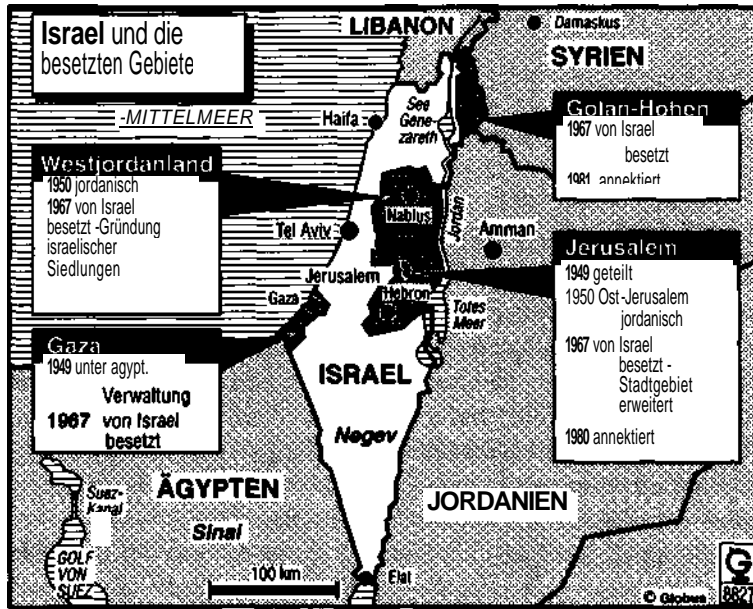 Israel und die
besetzten Gebiete
LIBANON
Damaskus
SYRIEN
-MITTELMEER
Haifa
See
Gene-
zareth
Golan-Hohen
1967 von Israel
besetzt
1981 annektiert
Westjordanland
1950 jordanisch
1967 von Israel
besetzt -Gründung
israelischer
Siedlungen
Nablus
Jordan
Tel Aviv
Amman
Jerusalem
Jerusalem
1949 geteilt
1950 Ost-Jerusalem
jordanisch
1967 von Israel
besetzt -
Stadtgebiet
erweitert
1980 annektiert
Gaza
Hebron
Totes
Meer
Gaza
1949 unter agypt.
Verwaltung
1967 von Israel
besetzt
ISRAEL
Negev
Suez-
Kanal
ÄGYPTEN
Sinai
JORDANIEN
GOLF
VON
SUEZ
100 km
Elat
© Globus
G
882